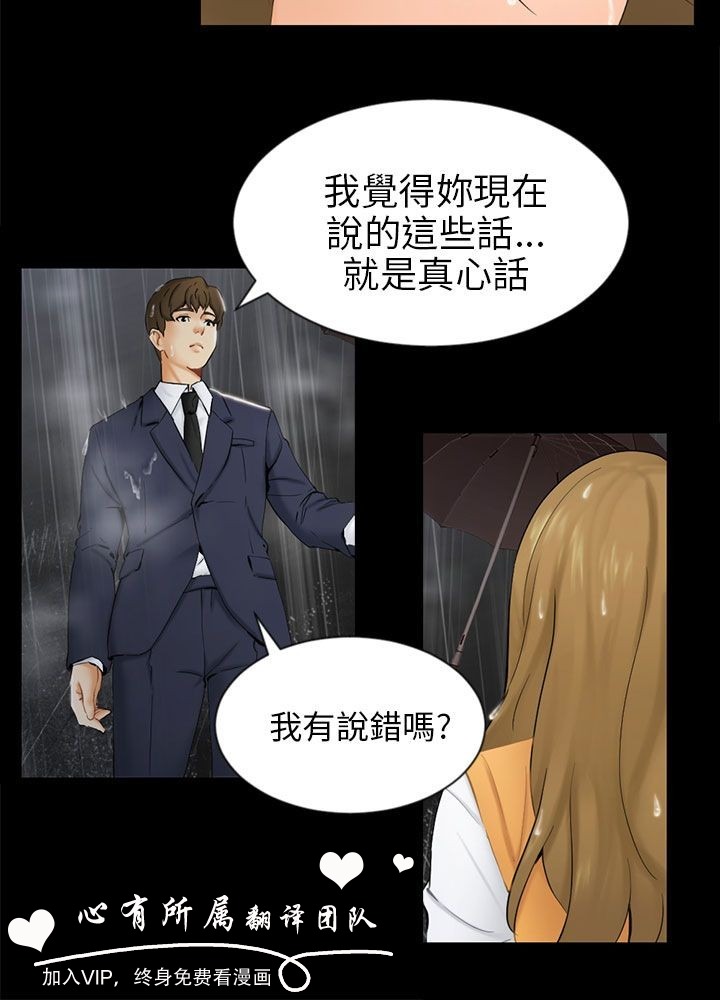 我覺得妳現在
說的這些話...
就是真心話
我有說錯嗎?
心有所属翻译团队
加入VIP，终身免费看漫画